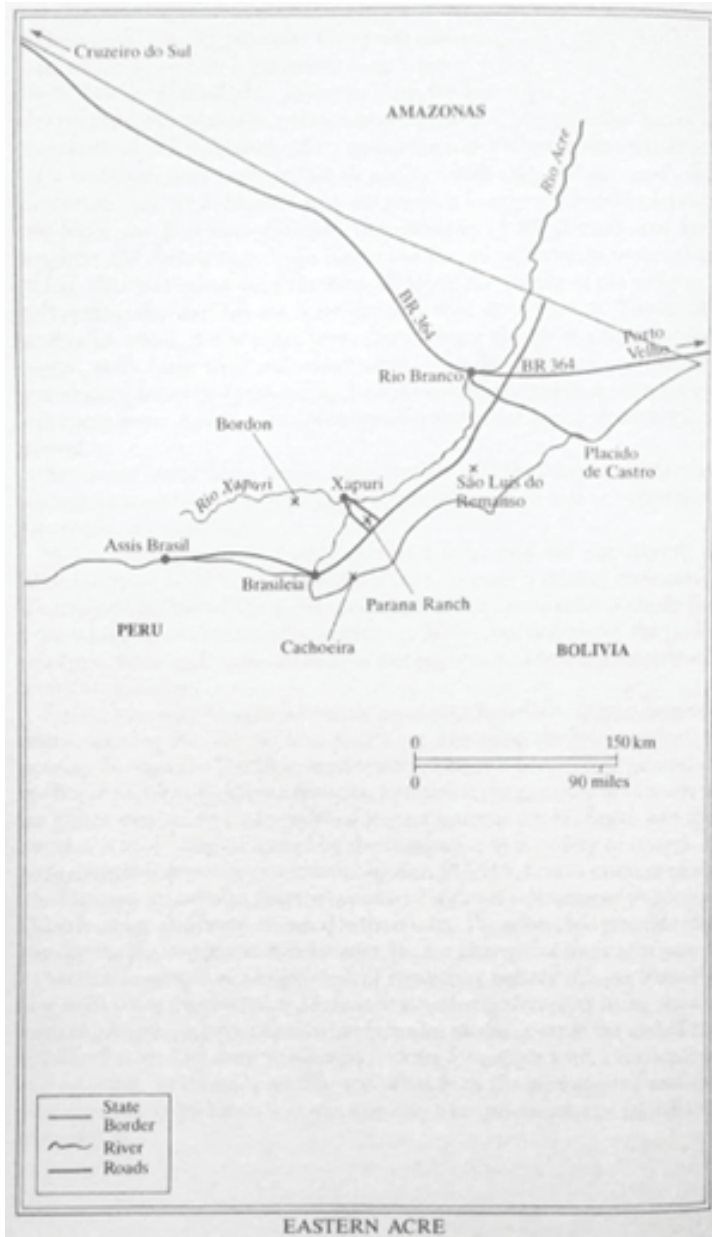 Cruzeiro do Sul
AMAZONAS
Rio Acre
BR 364
Porto
Velho
Rio Branco
BR 364
Bordon
Placido
de Castro
Rio Xapuri
Xapuri
São Luis do
Remanso
Assis Brasil
Brasileia
Parana Ranch
PERU
Cachoeira
BOLIVIA
0 150 km
0 90 miles
State
Border
River
Roads
EASTERN ACRE